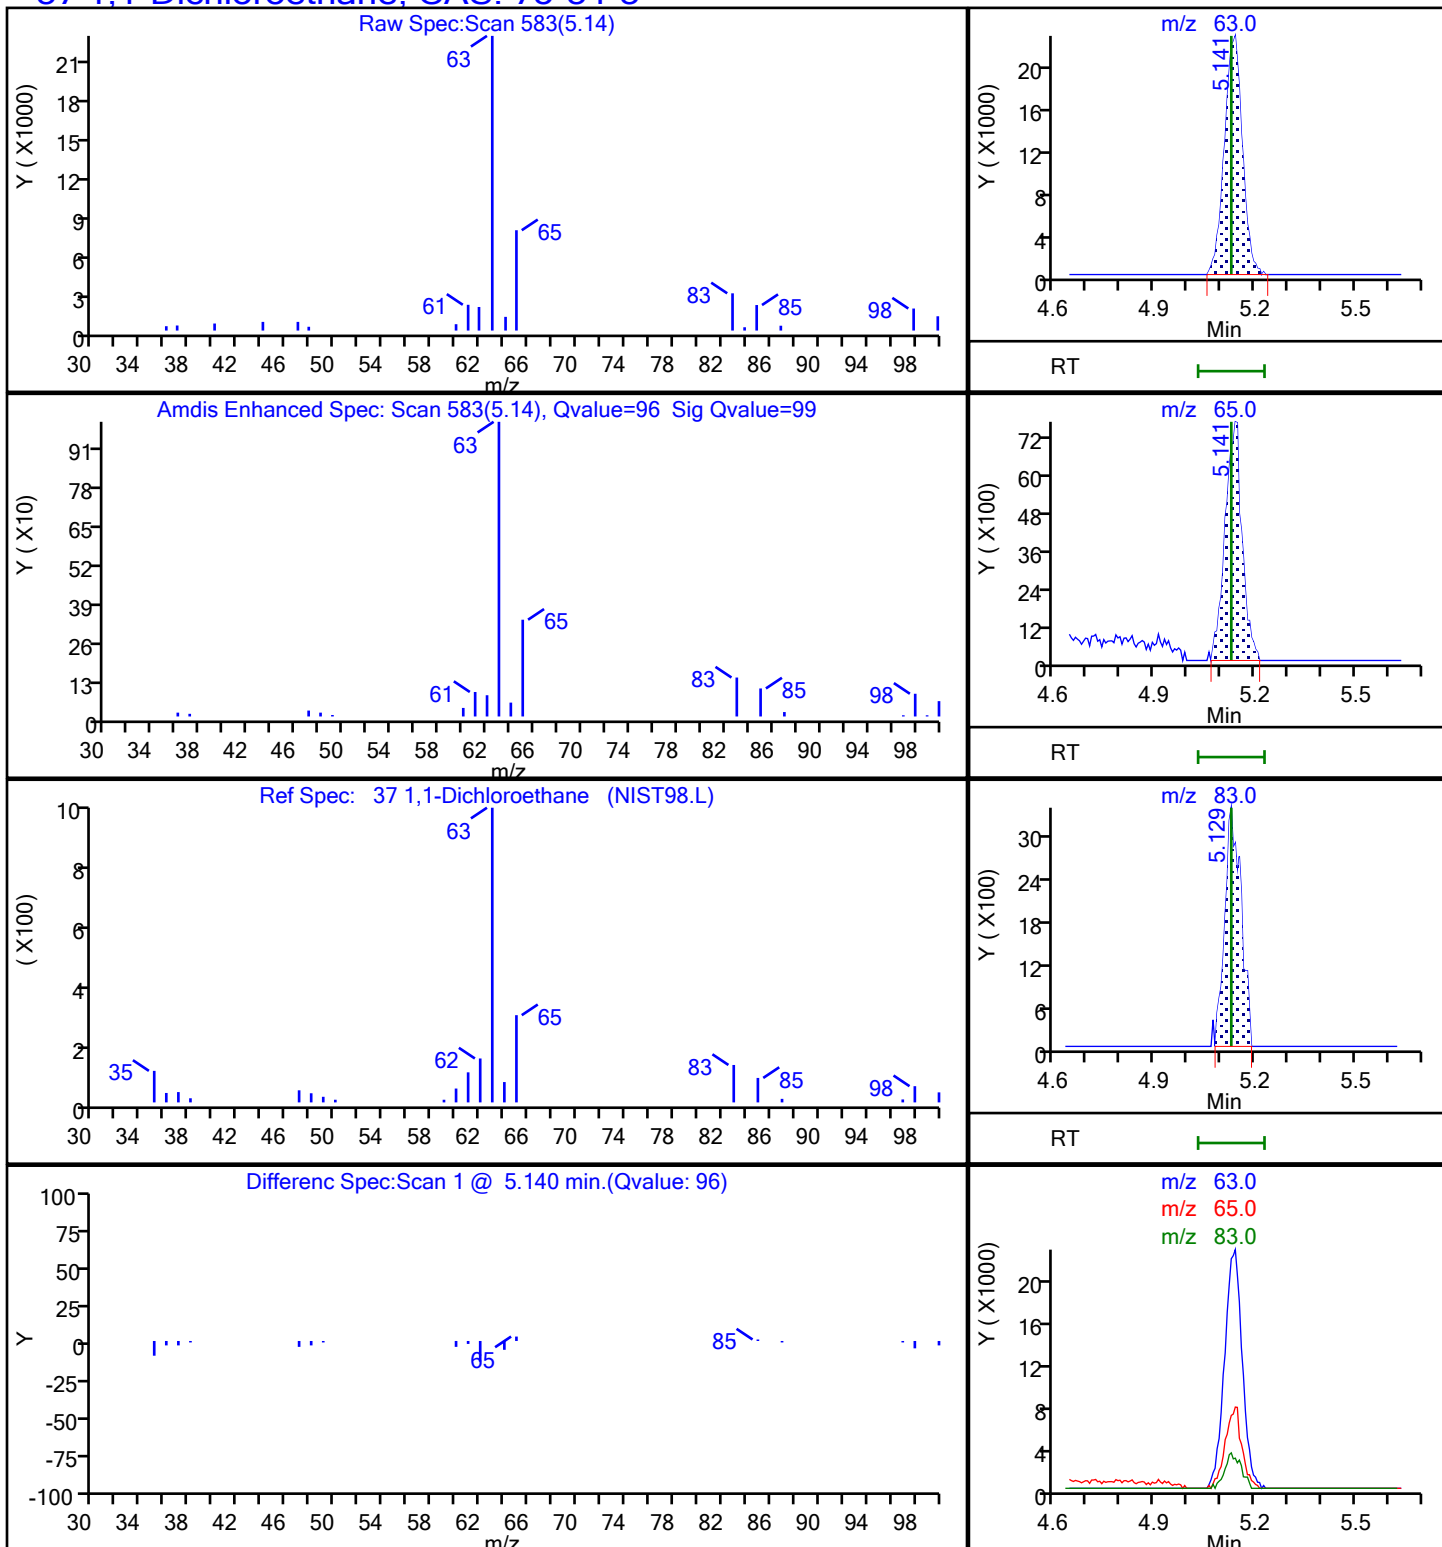 37 1,1-Dichloroethane, CAS: 75-34-3
Raw Spec:Scan 583(5.14)
Y ( X1000)
21
18
15
12
9
6
3
0
63
65
61
83
85
98
30 34 38 42 46 50 54 58 62 66 70 74 78 82 86 90 94 98
m/z
m/z 63.0
Y ( X1000)
20
16
12
8
4
0
5.141
4.6 4.9 5.2 5.5
Min
RT
Amdis Enhanced Spec: Scan 583(5.14), Qvalue=96 Sig Qvalue=99
Y ( X10)
91
78
65
52
39
26
13
0
63
65
61
83
85
98
30 34 38 42 46 50 54 58 62 66 70 74 78 82 86 90 94 98
m/z
m/z 65.0
Y ( X100)
72
60
48
36
24
12
0
5.141
4.6 4.9 5.2 5.5
Min
RT
Ref Spec: 37 1,1-Dichloroethane (NIST98.L)
( X100)
10
8
6
4
2
0
63
65
35
62
83
85
98
30 34 38 42 46 50 54 58 62 66 70 74 78 82 86 90 94 98
m/z 83.0
Y ( X100)
30
24
18
12
6
0
5.129
4.6 4.9 5.2 5.5
Min
RT
Differenc Spec:Scan 1 @ 5.140 min.(Qvalue: 96)
Y
100
75
50
25
0
-25
-50
-75
-100
65
85
30 34 38 42 46 50 54 58 62 66 70 74 78 82 86 90 94 98
m/z
m/z 63.0
m/z 65.0
m/z 83.0
Y ( X1000)
20
16
12
8
4
0
4.6 4.9 5.2 5.5
Min